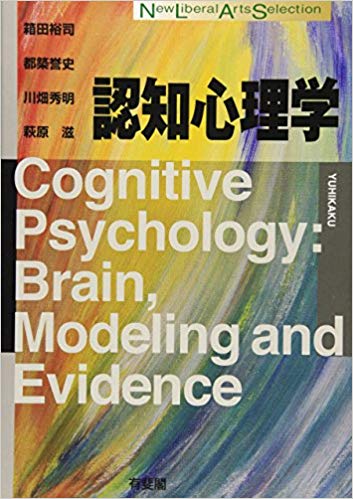 New Liberal Arts Selection
箱田裕司
都築誉史
川畑秀明
萩原 滋
認知心理学
Cognitive
Psychology:
Brain,
Modeling and
Evidence
YUHIKAKU
有斐閣